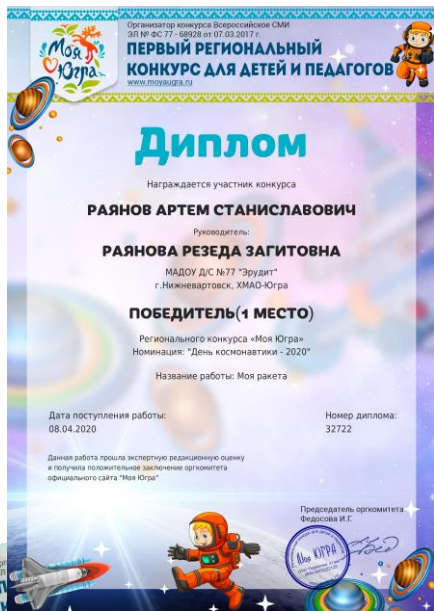 Моя
Югра
Организатор конкурса Всероссийское СМИ
ЭЛ № ФС 77 - 68928 от 07.03.2017 г.
ПЕРВЫЙ РЕГИОНАЛЬНЫЙ
КОНКУРС ДЛЯ ДЕТЕЙ И ПЕДАГОГОВ
www.moyaugra.ru
Диплом
Награждается участник конкурса
РАЯНОВ АРТЕМ СТАНИСЛАВОВИЧ
Руководитель:
РАЯНОВА РЕЗЕДА ЗАГИТОВНА
МАДОУ Д/С №77 "Эрудит"
г.Нижневартовск, ХМАО-Югра
ПОБЕДИТЕЛЬ(1 МЕСТО)
Регионального конкурса «Моя Югра»
Номинация: "День космонавтики - 2020"
Название работы: Моя ракета
Дата поступления работы:
08.04.2020
Номер диплома:
32722
Данная работа прошла экспертную редакционную оценку
и получила положительное заключение оргкомитета
официального сайта "Моя Югра"
Председатель оргкомитета
Федосова И.Г.
Моя ЮГРА